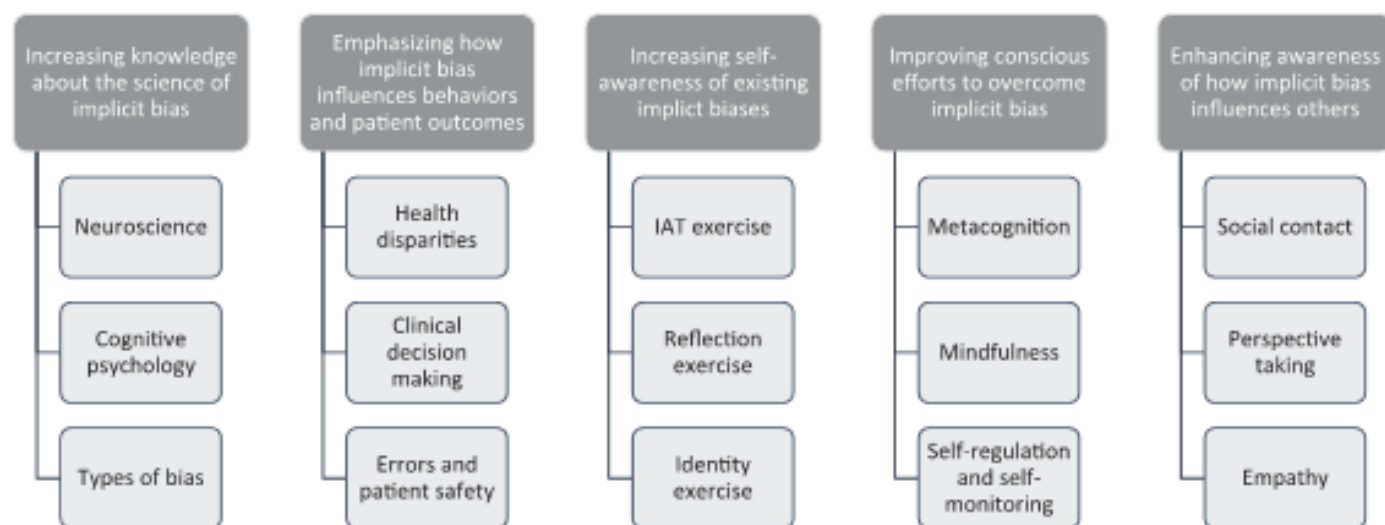 Increasing knowledge
about the science of
implicit bias
Neuroscience
Cognitive
psychology
Types of bias
Emphasizing how
implicit bias
influences behaviors
and patient outcomes
Health
disparities
Clinical
decision
making
Errors and
patient safety
Increasing self-
awareness of existing
implict biases
IAT exercise
Reflection
exercise
Identity
exercise
Improving conscious
efforts to overcome
implicit bias
Metacognition
Mindfulness
Self-regulation
and self-
monitoring
Enhancing awareness
of how implicit bias
influences others
Social contact
Perspective
taking
Empathy